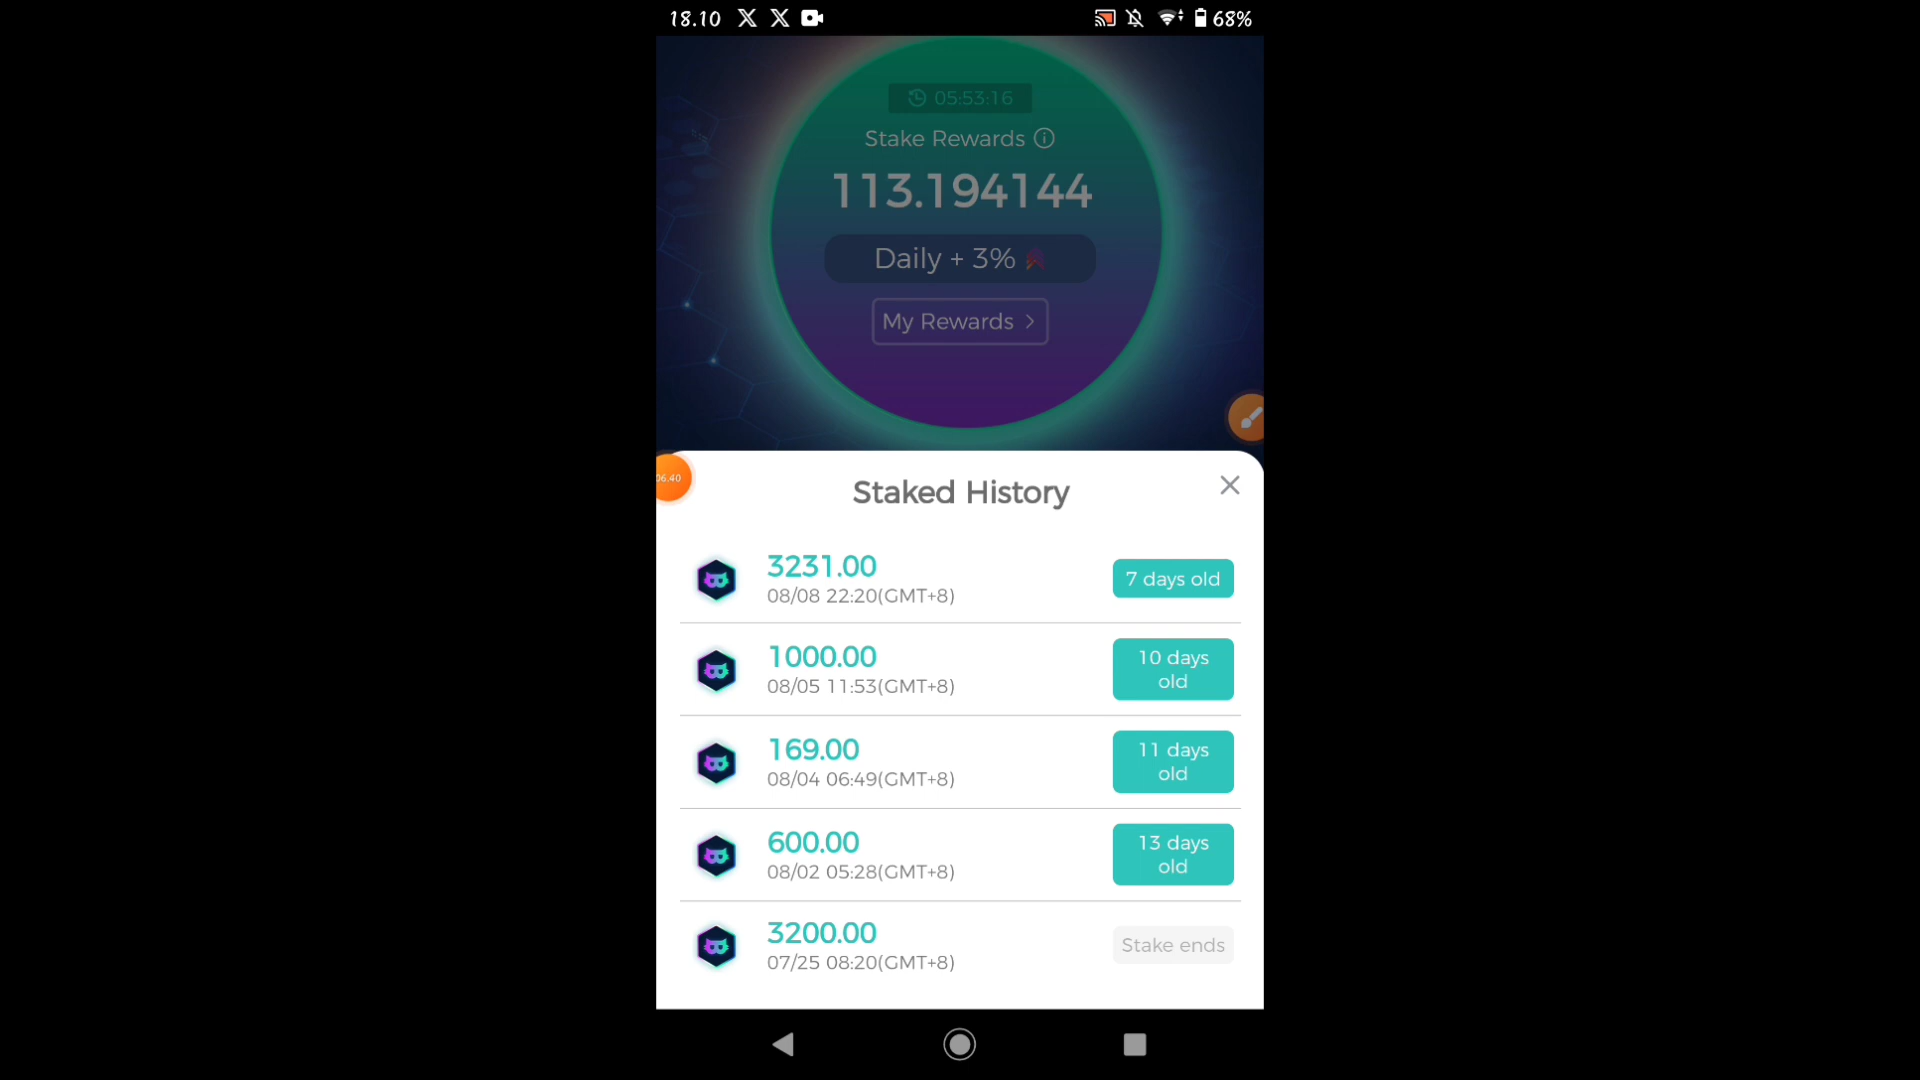 18.10
68%
05:53:16
Stake Rewards
113.194144
Daily + 3%
My Rewards >
06.40
Staked History
3231.00
08/08 22:20(GMT+8)
7 days old
1000.00
08/05 11:53(GMT+8)
10 days
old
169.00
08/04 06:49(GMT+8)
11 days
old
600.00
08/02 05:28(GMT+8)
13 days
old
3200.00
07/25 08:20(GMT+8)
Stake ends